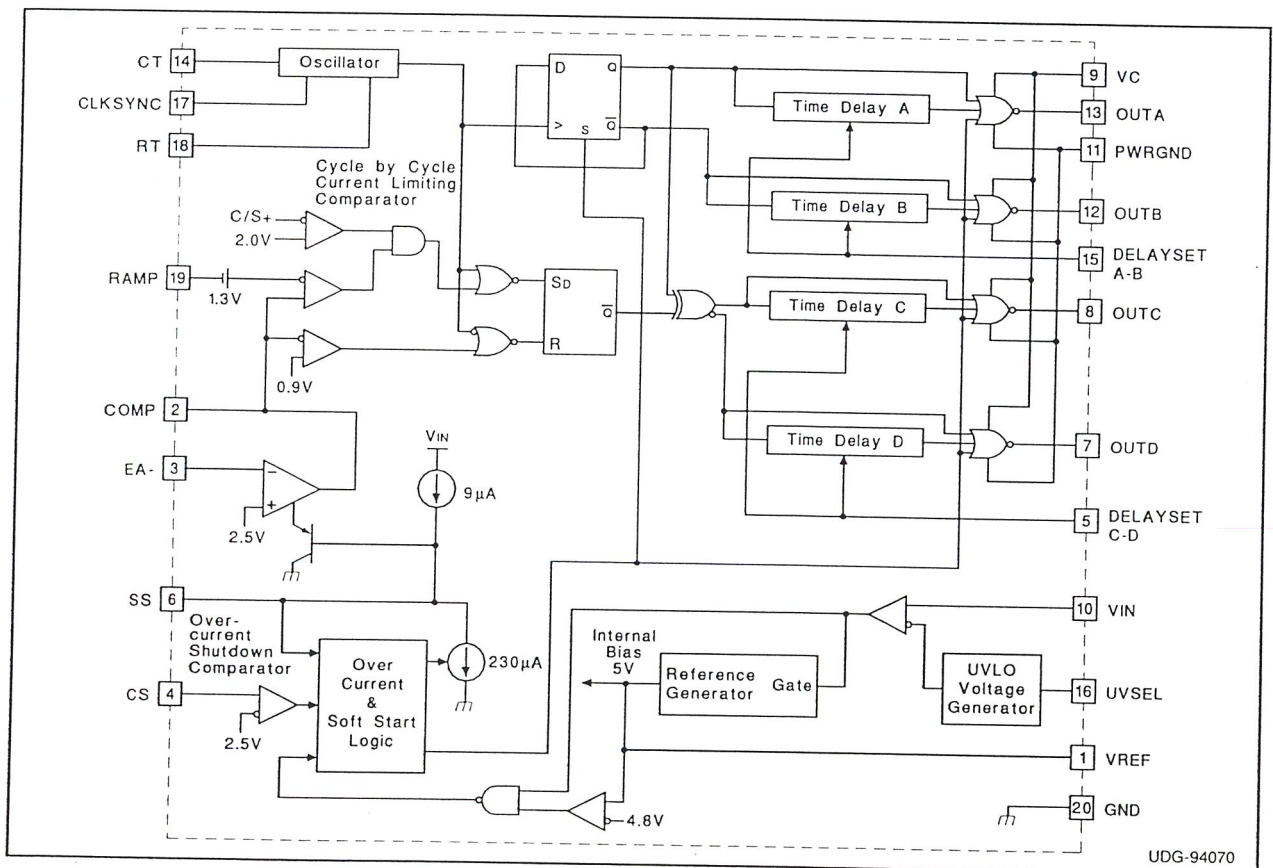 CT 14
Oscillator
CLKSYNC 17
RT 18
Cycle by Cycle
Current Limiting
Comparator
C/S+
2.0V
RAMP 19
1.3V
0.9V
COMP 2
EA- 3
2.5V
VIN
9µA
SS 6
Over-
current
Shutdown
Comparator
CS 4
2.5V
Over
Current
&
Soft Start
Logic
230µA
D
Q
>
S
Q
SD
R
Q
Time Delay A
Time Delay B
Time Delay C
Time Delay D
9 VC
13 OUTA
11 PWRGND
12 OUTB
15 DELAYSET
A-B
8 OUTC
7 OUTD
5 DELAYSET
C-D
10 VIN
Internal
Bias
5V
Reference
Generator
Gate
UVLO
Voltage
Generator
16 UVSEL
1 VREF
4.8V
20 GND
UDG-94070